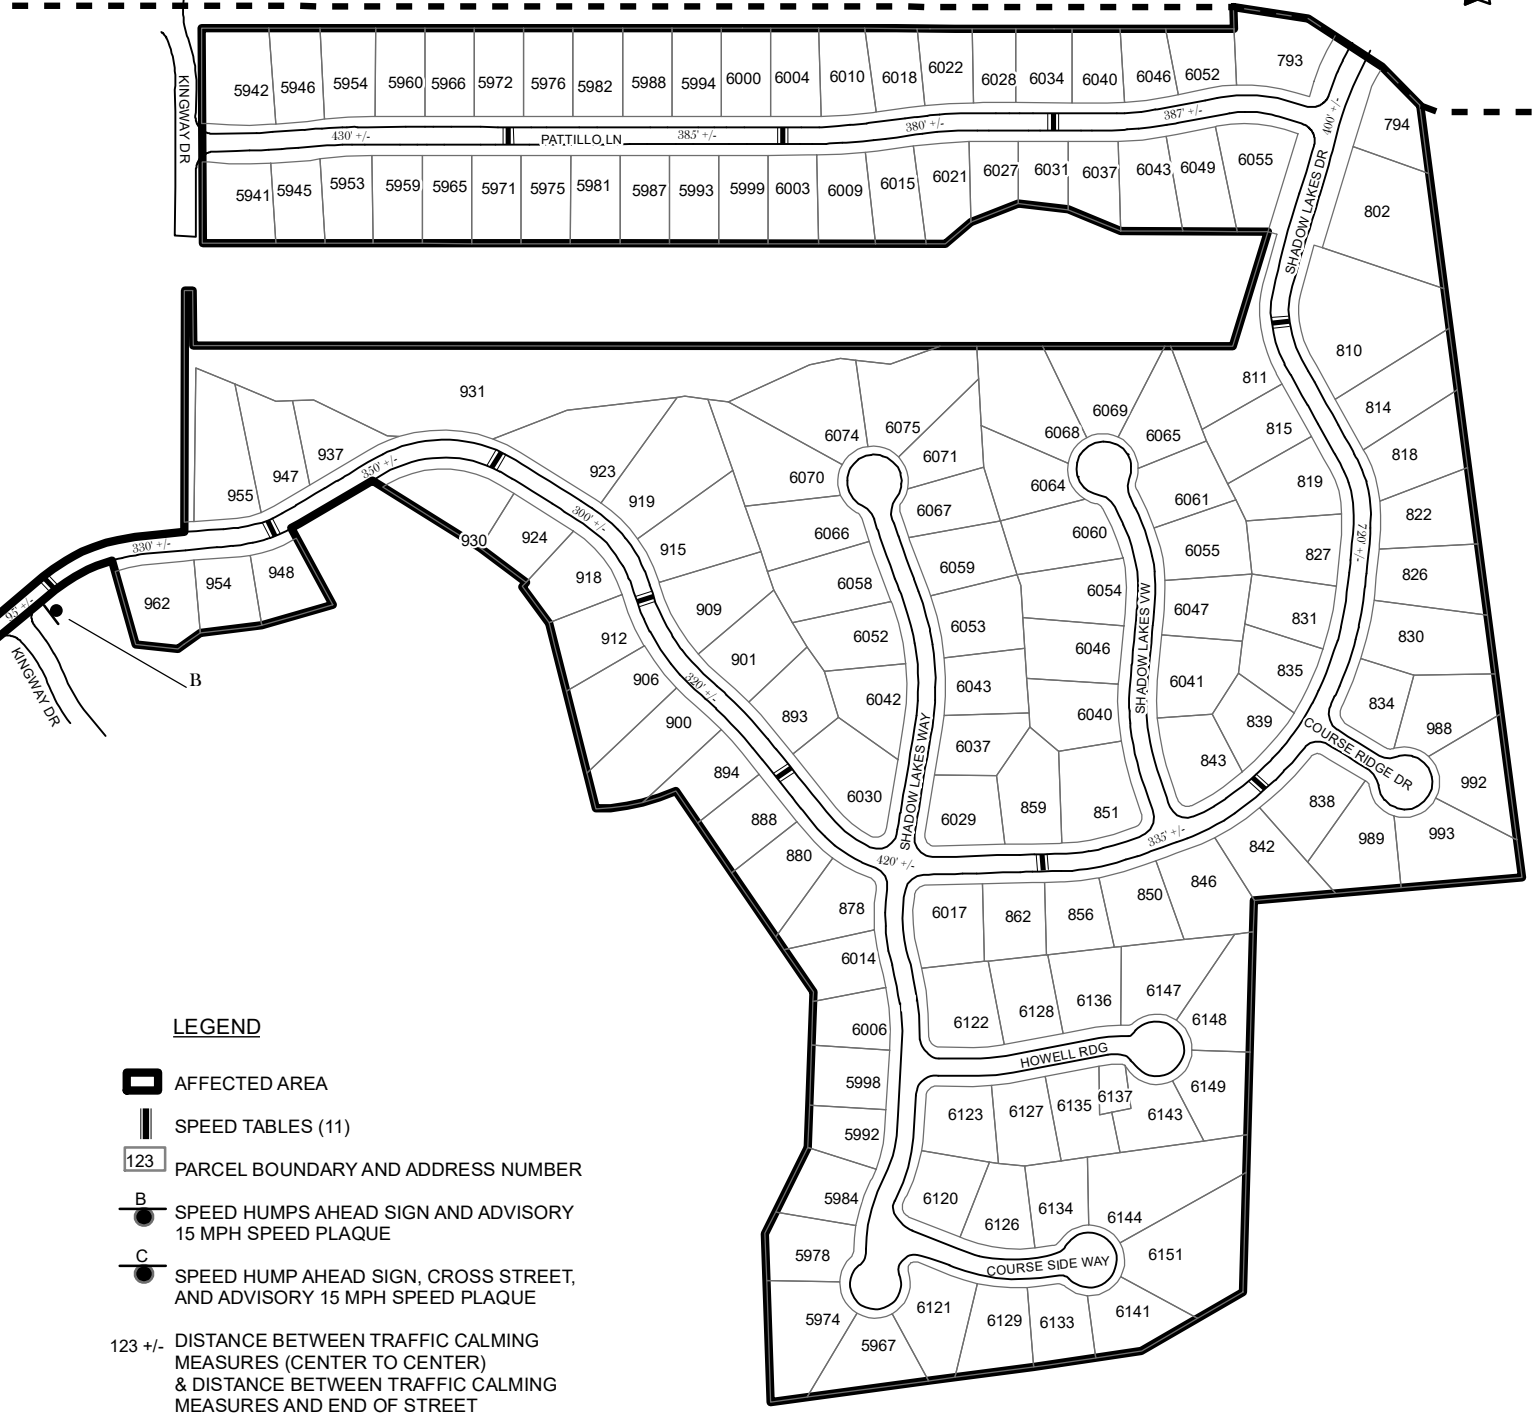 KINGWAY DR
5942 5946 5954 5960 5966 5972 5976 5982 5988 5994 6000 6004 6010 6018 6022 6028 6034 6040 6046 6052 793
430' +/- PATTILLO LN 385' +/- 380' +/- 387' +/- 400' +/- 794
5941 5945 5953 5959 5965 5971 5975 5981 5987 5993 5999 6003 6009 6015 6021 6027 6031 6037 6043 6049 6055
SHADOW LAKES DR
802
810
811
814
815
818
819
822
720' +/-
827
826
831
830
835
834
839
988
843
COURSE RIDGE DR
992
838
993
989
842
931
937
947
955
350' +/-
330' +/-
95' +/-
962 954 948
KINGWAY DR
B
930 924
923
919
300' +/-
915
918
909
912
901
906
320' +/-
900
893
894
888
880
878
6074 6075
6070 6071
6066 6067
6058 6059
6052 6053
6042 6043
6037
6030 6029
SHADOW LAKES WAY
6069
6068 6065
6064 6061
6060 6055
6054 6047
6046 6041
6040
SHADOW LAKES VW
859 851
420' +/-
335' +/-
6017 862 856 850 846
6014
6006
5998
5992
5984
5978
5974
5967
6122 6128 6136 6147
6148
HOWELL RDG
6149
6123 6127 6135 6137 6143
6120 6126 6134 6144
6151
COURSE SIDE WAY
6121 6129 6133 6141
LEGEND
AFFECTED AREA
SPEED TABLES (11)
123 PARCEL BOUNDARY AND ADDRESS NUMBER
B SPEED HUMPS AHEAD SIGN AND ADVISORY
15 MPH SPEED PLAQUE
C SPEED HUMP AHEAD SIGN, CROSS STREET,
AND ADVISORY 15 MPH SPEED PLAQUE
123 +/- DISTANCE BETWEEN TRAFFIC CALMING
MEASURES (CENTER TO CENTER)
& DISTANCE BETWEEN TRAFFIC CALMING
MEASURES AND END OF STREET